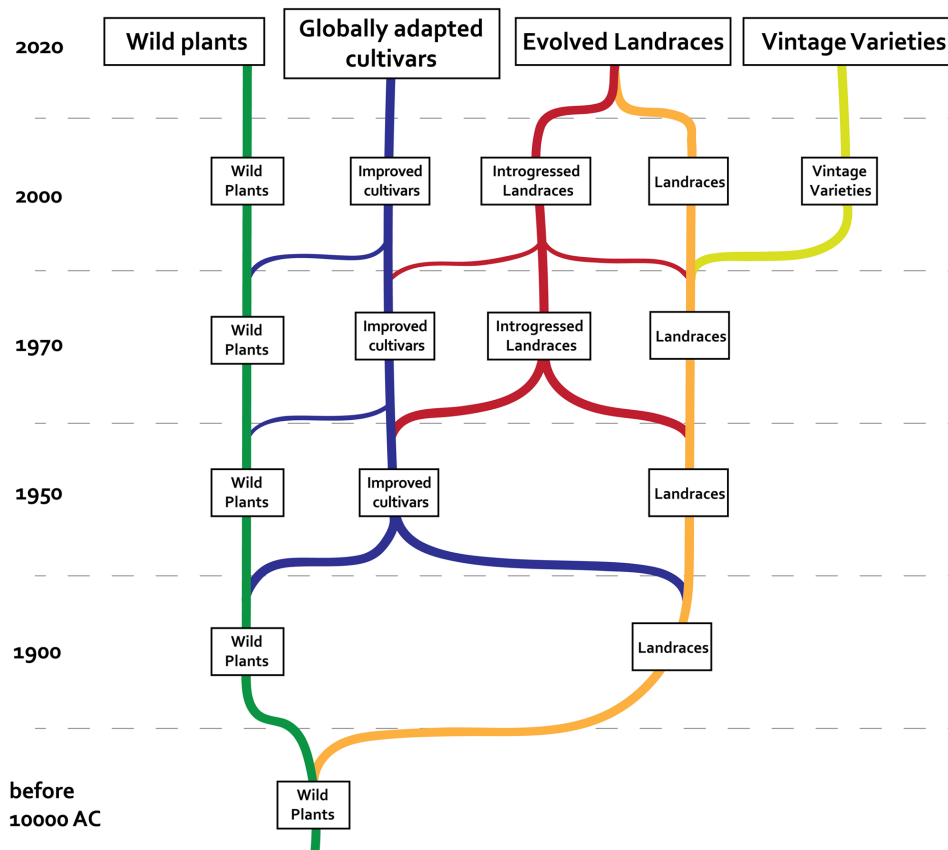 2020
Wild plants
Globally adapted
cultivars
Evolved Landraces
Vintage Varieties
2000
Wild
Plants
Improved
cultivars
Introgressed
Landraces
Landraces
Vintage
Varieties
1970
Wild
Plants
Improved
cultivars
Introgressed
Landraces
Landraces
1950
Wild
Plants
Improved
cultivars
Landraces
1900
Wild
Plants
Landraces
before
10000 AC
Wild
Plants